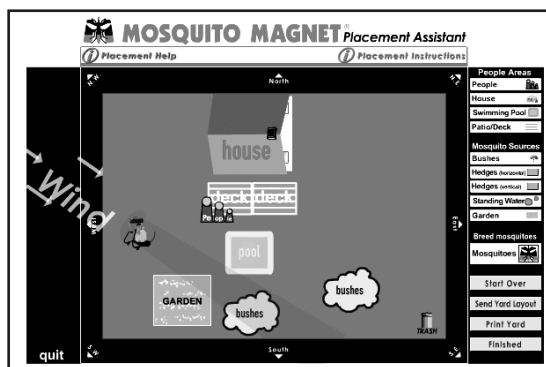 MOSQUITO MAGNET® Placement Assistant
i Placement Help
i Placement Instructions
N.W.
North
N.E.
People Areas
People
House
Swimming Pool
Patio/Deck
Mosquito Sources
Bushes
Hedges (horizontal)
Hedges (vertical)
Standing Water
Garden
Breed mosquitoes
Mosquitoes
Start Over
Send Yard Layout
Print Yard
Finished
house
Wind
deck deck
People
West
East
pool
GARDEN
bushes
bushes
TRASH
quit
S.W.
South
S.E.